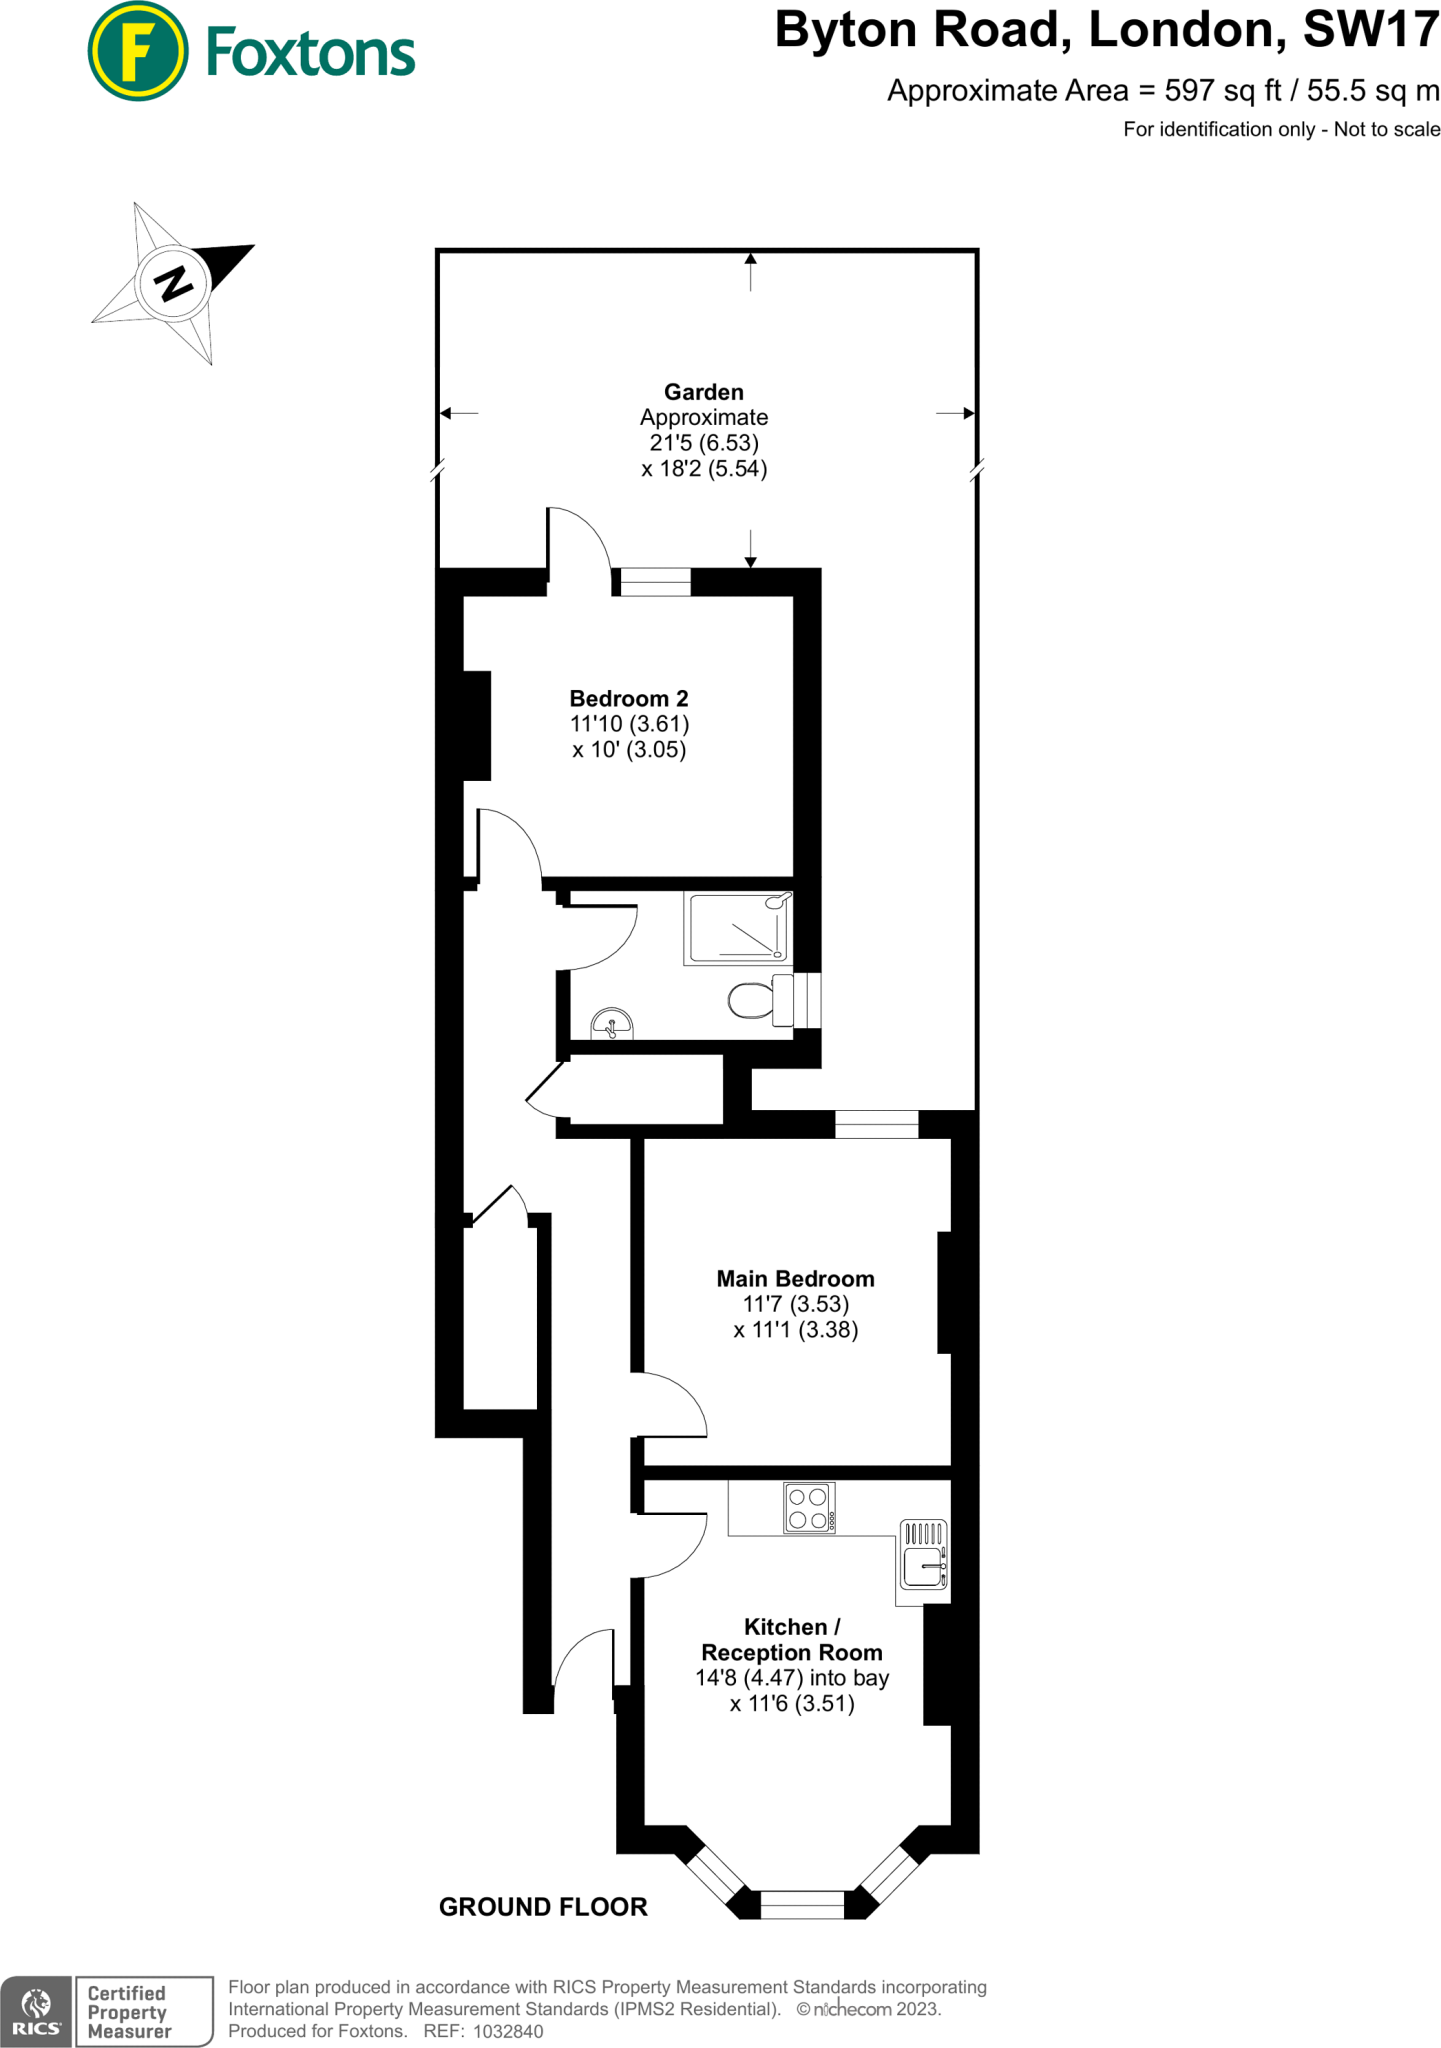 F Foxtons
Byton Road, London, SW17
Approximate Area = 597 sq ft / 55.5 sq m
For identification only - Not to scale
N
Garden
Approximate
21'5 (6.53)
x 18'2 (5.54)
Bedroom 2
11'10 (3.61)
x 10' (3.05)
Main Bedroom
11'7 (3.53)
x 11'1 (3.38)
Kitchen /
Reception Room
14'8 (4.47) into bay
x 11'6 (3.51)
GROUND FLOOR
RICS
Certified
Property
Measurer
Floor plan produced in accordance with RICS Property Measurement Standards incorporating
International Property Measurement Standards (IPMS2 Residential). © nichecom 2023.
Produced for Foxtons. REF: 1032840